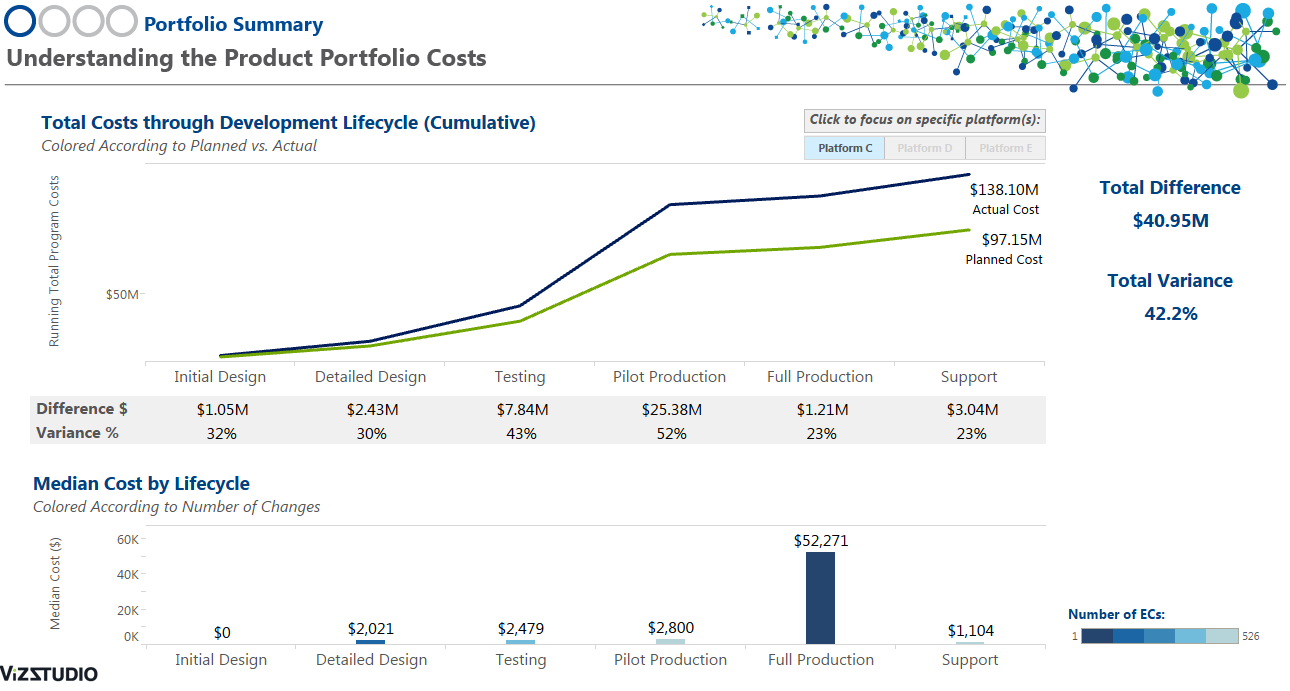 Portfolio Summary
Understanding the Product Portfolio Costs
Total Costs through Development Lifecycle (Cumulative)
Colored According to Planned vs. Actual
Click to focus on specific platform(s):
Platform C Platform D Platform E
Running Total Program Costs
$50M
$138.10M
Actual Cost
$97.15M
Planned Cost
Total Difference
$40.95M
Total Variance
42.2%
Initial Design Detailed Design Testing Pilot Production Full Production Support
Difference $ $1.05M $2.43M $7.84M $25.38M $1.21M $3.04M
Variance % 32% 30% 43% 52% 23% 23%
Median Cost by Lifecycle
Colored According to Number of Changes
Median Cost ($)
60K
40K
20K
0K
$0 $2,021 $2,479 $2,800 $52,271 $1,104
Initial Design Detailed Design Testing Pilot Production Full Production Support
Number of ECs:
1 526
VizSTUDIO